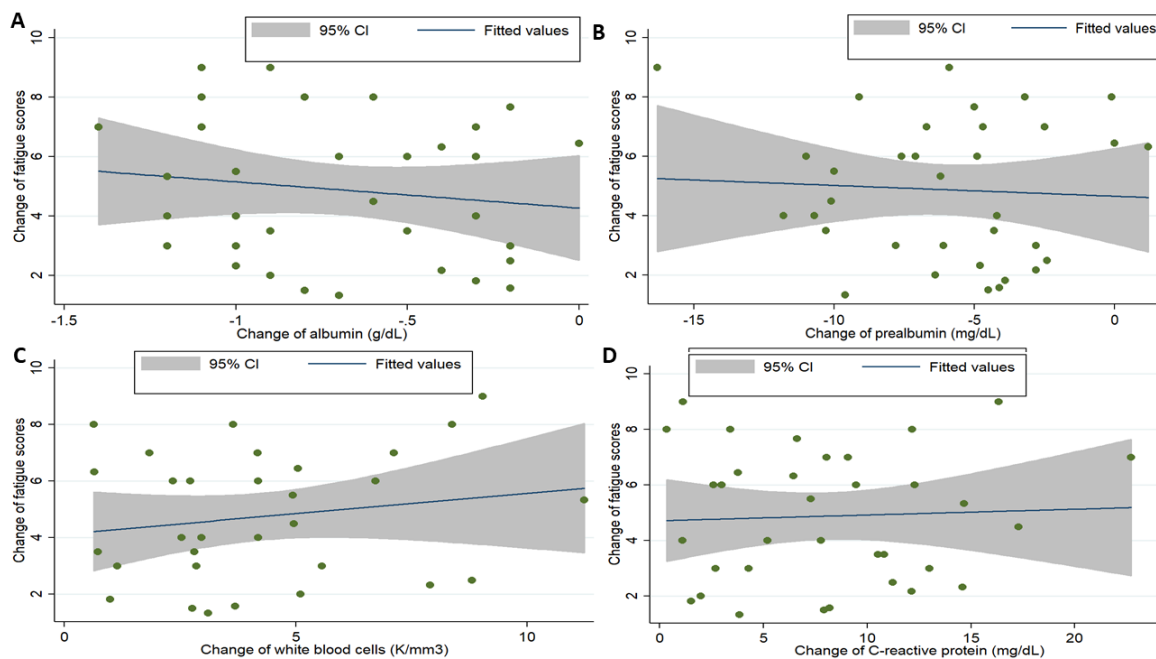 A
95% CI
Fitted values
10
8
6
4
2
Change of fatigue scores
-1.5
-1
-.5
0
Change of albumin (g/dL)
B
95% CI
Fitted values
10
8
6
4
2
Change of fatigue scores
-15
-10
-5
0
Change of prealbumin (mg/dL)
C
95% CI
Fitted values
10
8
6
4
2
Change of fatigue scores
0
5
10
Change of white blood cells (K/mm3)
D
95% CI
Fitted values
10
8
6
4
2
Change of fatigue scores
0
5
10
15
20
Change of C-reactive protein (mg/dL)